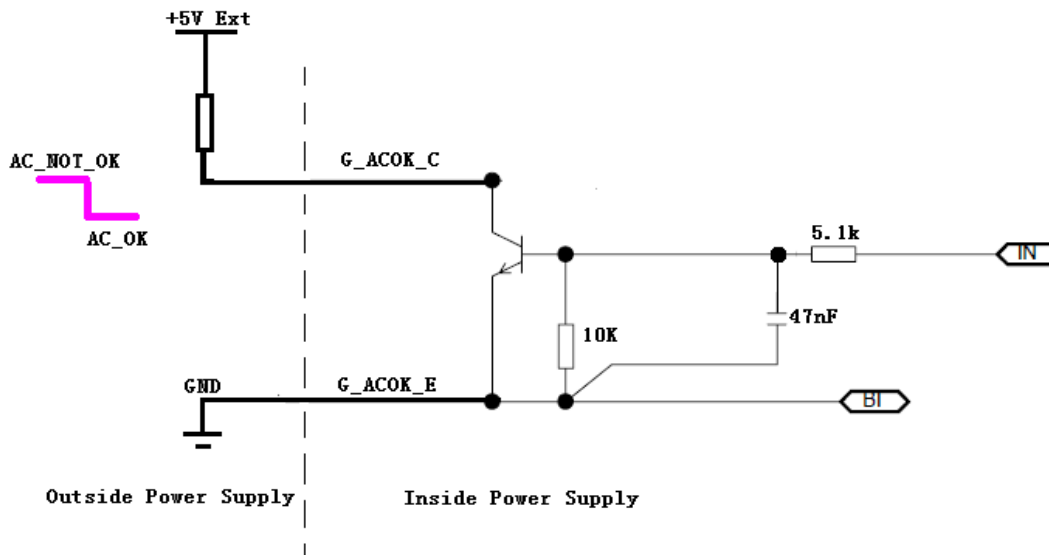 +5V Ext
AC_NOT_OK
G_ACOK_C
AC_OK
5.1k
IN
47nF
10K
GND
G_ACOK_E
BI
Outside Power Supply
Inside Power Supply